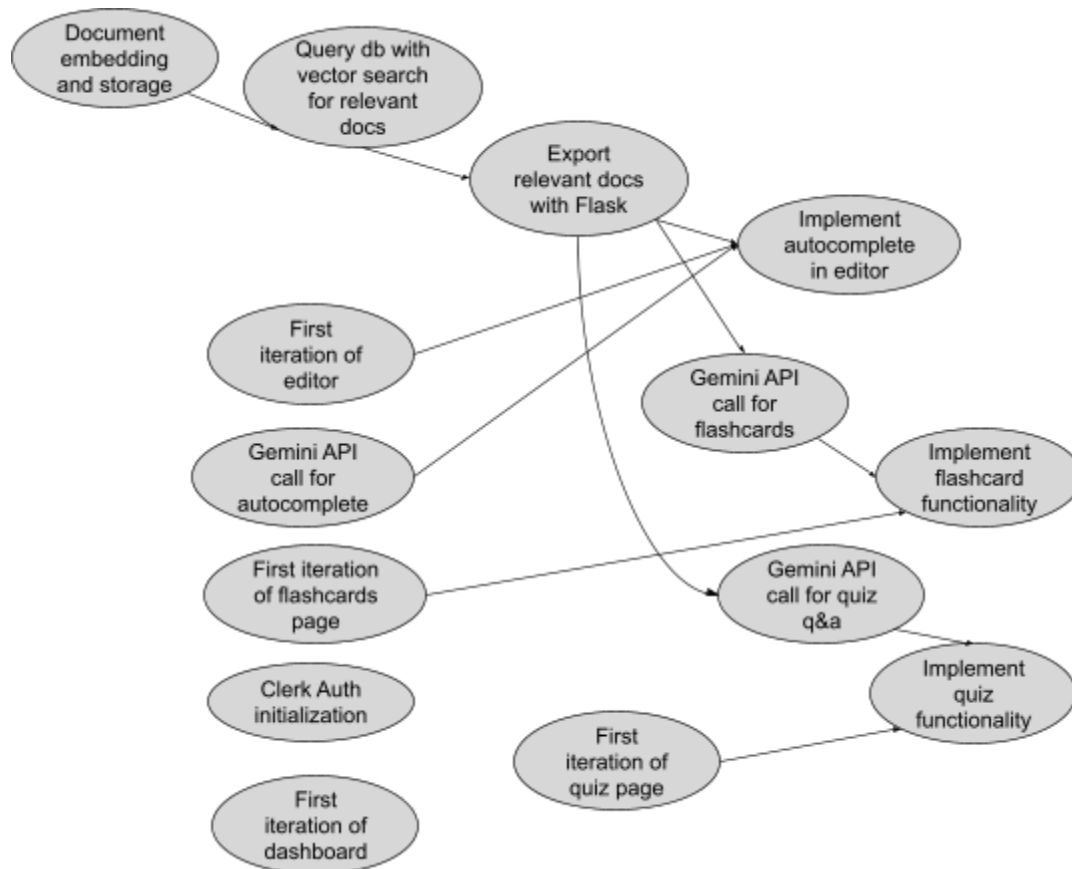 Document
embedding
and storage
Query db with
vector search
for relevant
docs
Export
relevant docs
with Flask
Implement
autocomplete
in editor
First
iteration of
editor
Gemini API
call for
flashcards
Gemini API
call for
autocomplete
Implement
flashcard
functionality
First iteration
of flashcards
page
Gemini API
call for quiz
q&a
Clerk Auth
initialization
Implement
quiz
functionality
First
iteration of
quiz page
First
iteration of
dashboard